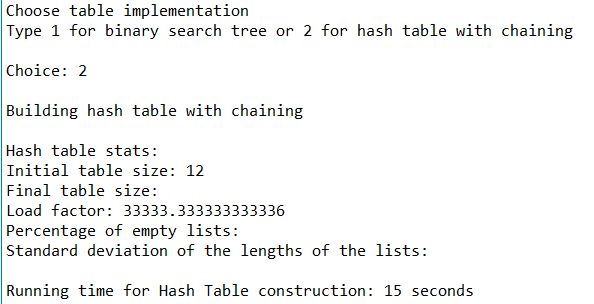 Choose table implementation
Type 1 for binary search tree or 2 for hash table with chaining
Choice: 2
Building hash table with chaining
Hash table stats:
Initial table size: 12
Final table size:
Load factor: 33333.333333333336
Percentage of empty lists:
Standard deviation of the lengths of the lists:
Running time for Hash Table construction: 15 seconds